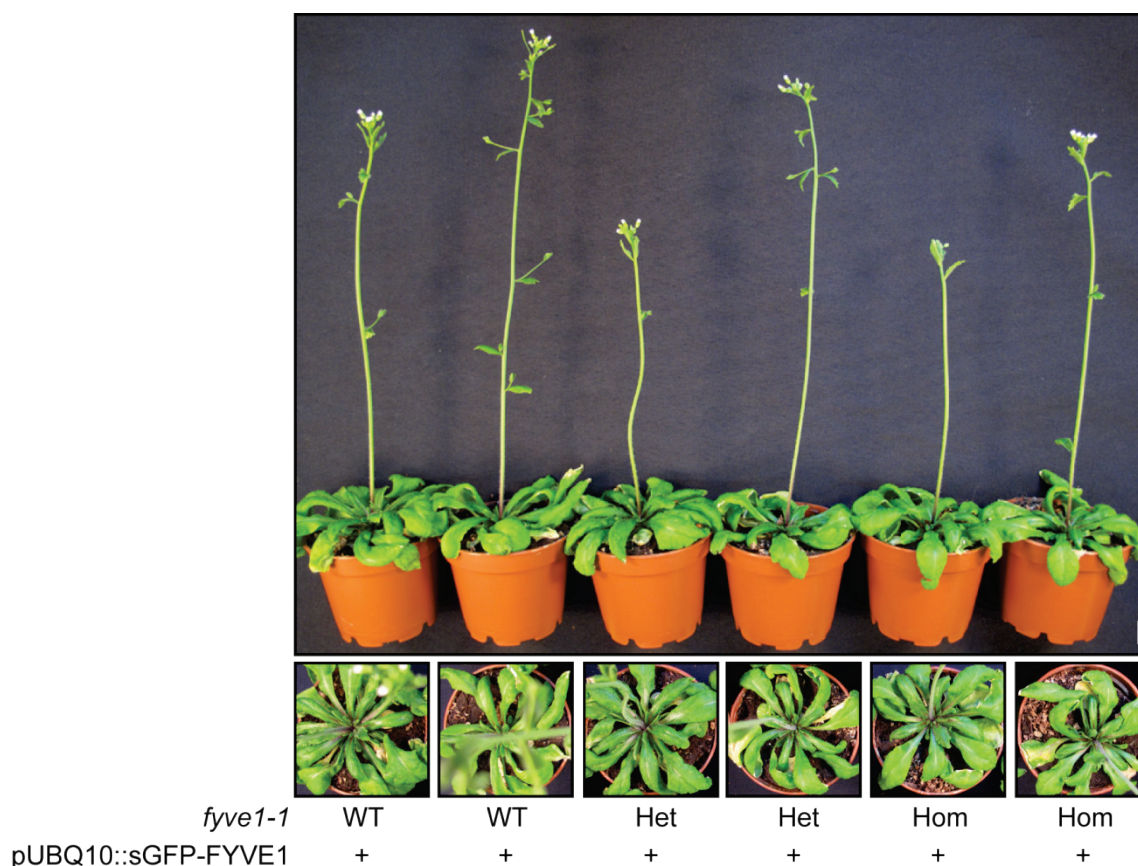 fyve1-1 WT WT Het Het Hom Hom
pUBQ10::sGFP-FYVE1 + + + + + +